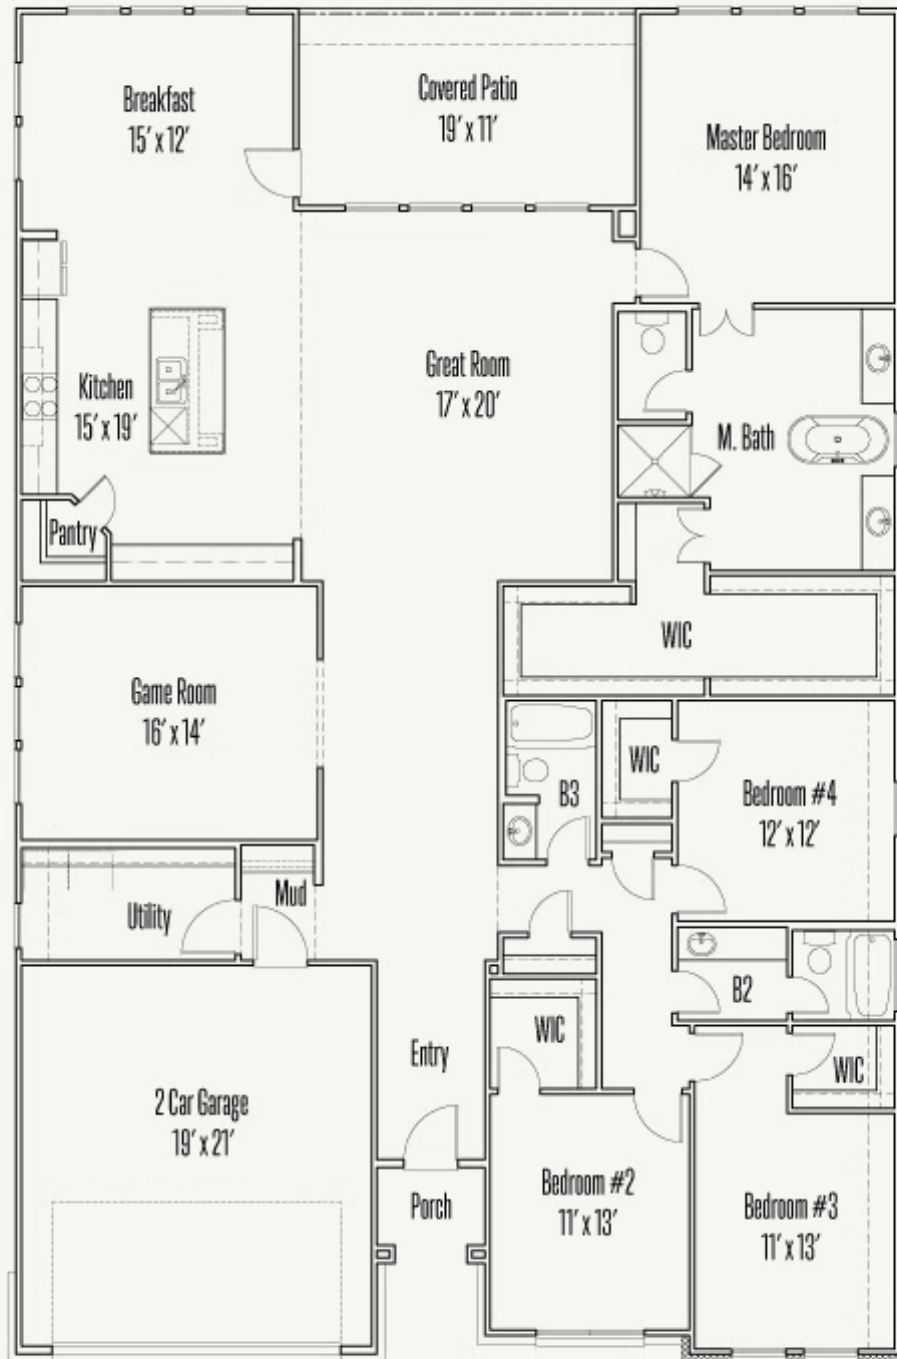 Breakfast
15' x 12'
Covered Patio
19' x 11'
Master Bedroom
14' x 16'
Kitchen
15' x 19'
Great Room
17' x 20'
M. Bath
Pantry
WIC
Game Room
16' x 14'
B3
WIC
Bedroom #4
12' x 12'
Utility
Mud
B2
WIC
Entry
WIC
2 Car Garage
19' x 21'
Porch
Bedroom #2
11' x 13'
Bedroom #3
11' x 13'